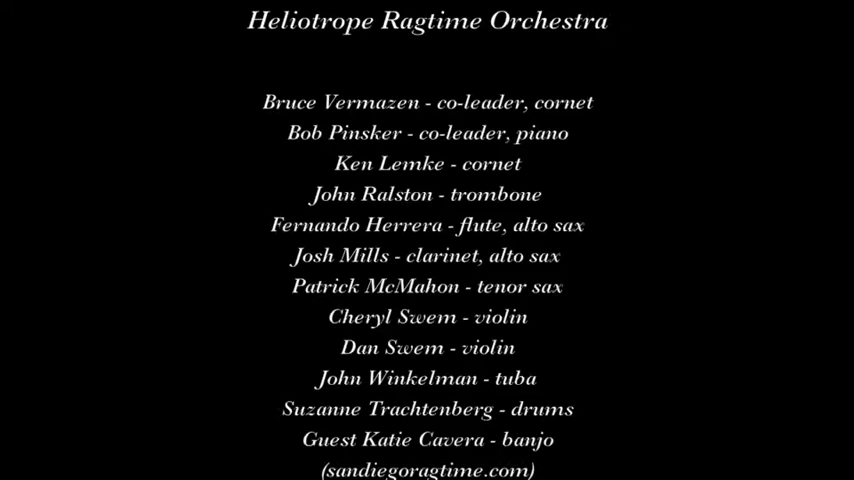 Heliotrope Ragtime Orchestra
Bruce Vermazen - co-leader, cornet
Bob Pinsker - co-leader, piano
Ken Lemke - cornet
John Ralston - trombone
Fernando Herrera - flute, alto sax
Josh Mills - clarinet, alto sax
Patrick McMahon - tenor sax
Cheryl Swem - violin
Dan Swem - violin
John Winkelman - tuba
Suzanne Trachtenberg - drums
Guest Katie Cavera - banjo
(sandiegoragtime.com)